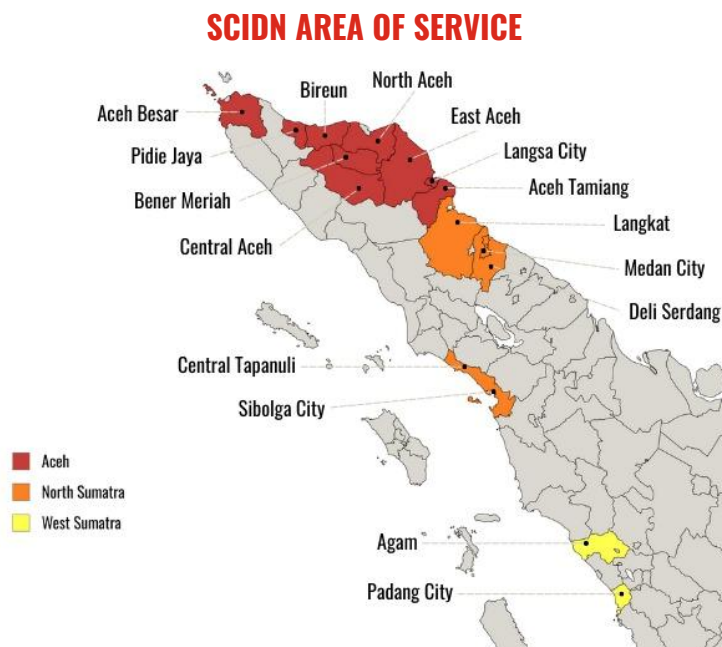 SCIDN AREA OF SERVICE
North Aceh
Bireun
Aceh Besar
East Aceh
Pidie Jaya
Langsa City
Aceh Tamiang
Bener Meriah
Langkat
Central Aceh
Medan City
Deli Serdang
Central Tapanuli
Sibolga City
Aceh
North Sumatra
West Sumatra
Agam
Padang City